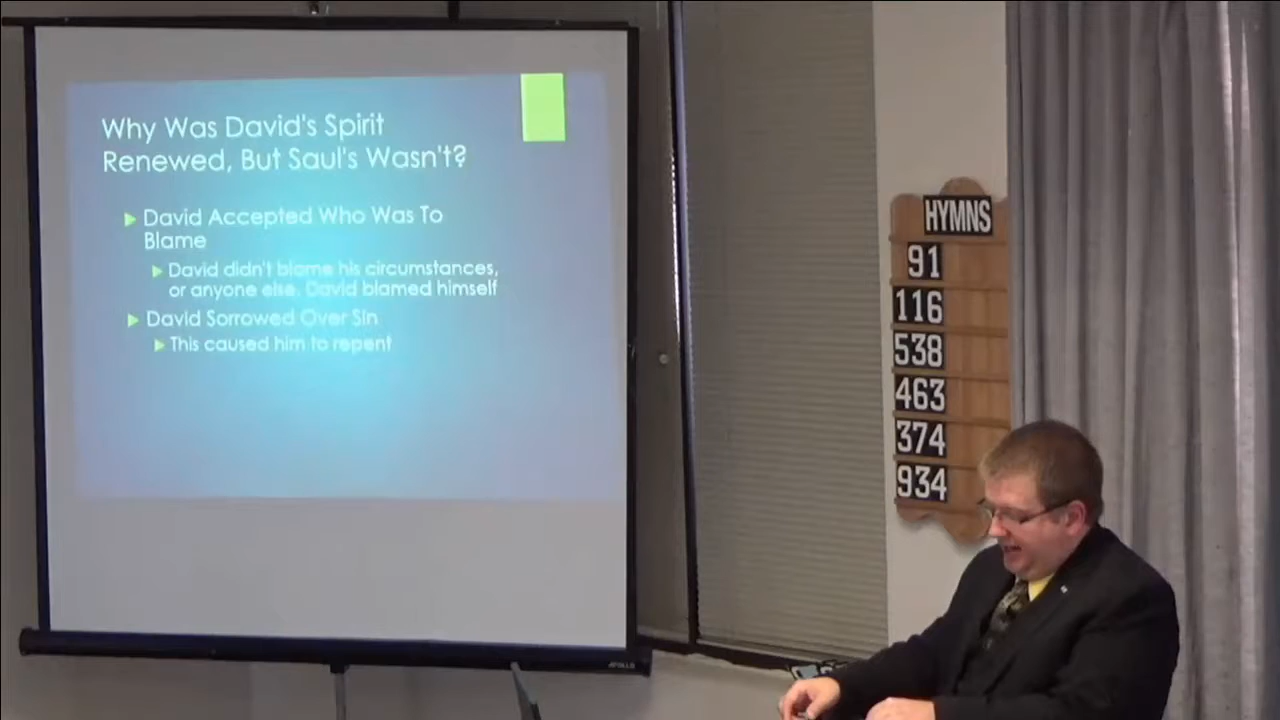 Why Was David's Spirit
Renewed, But Saul's Wasn't?
David Accepted Who Was To
Blame
David didn't blame his circumstances,
or anyone else. David blamed himself
David Sorrowed Over Sin
This caused him to repent
HYMNS
91
116
538
463
374
934
APOLLO